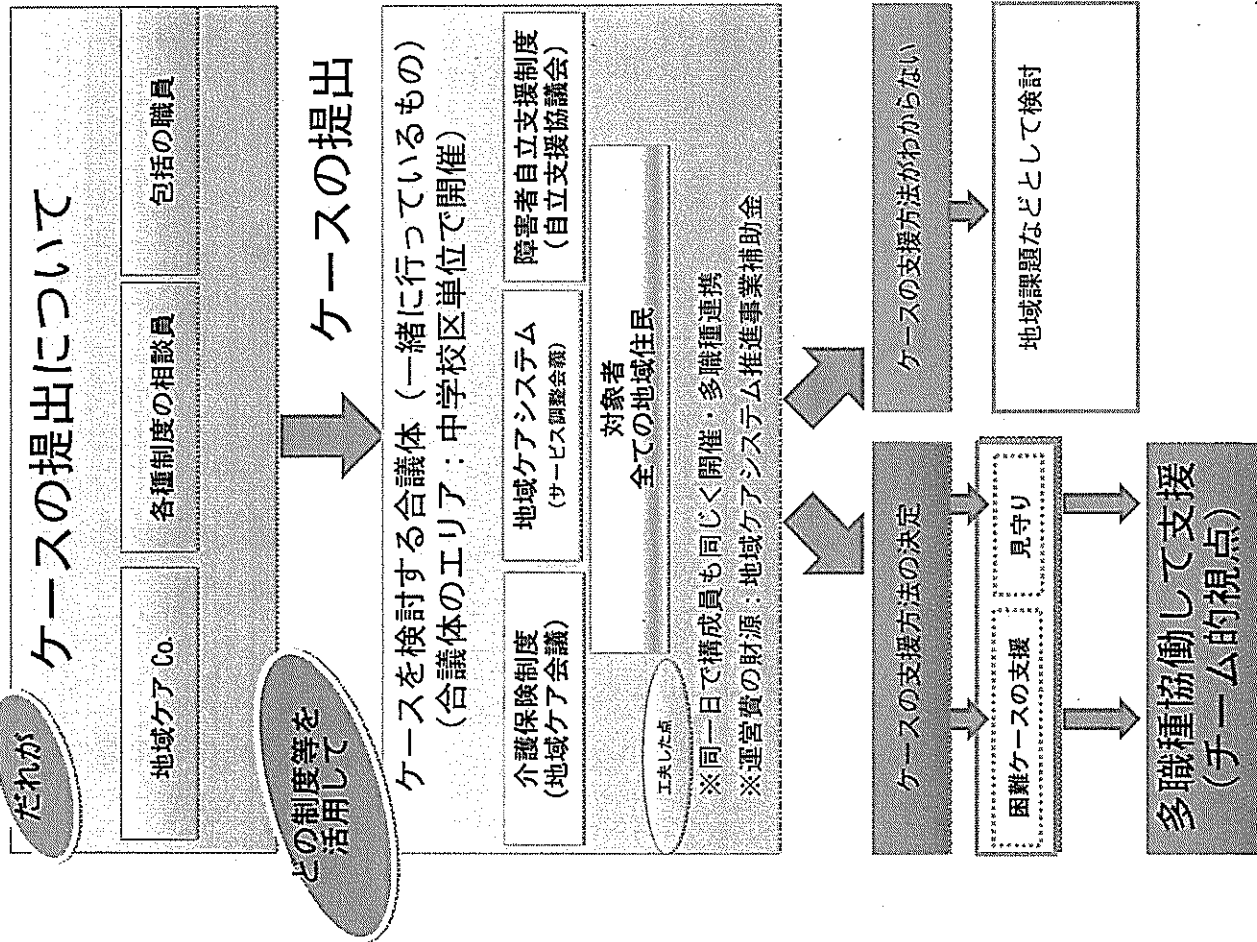 だれが
ケースの提出について
地域ケア Co.
各種制度の相談員
包括の職員
ケースの提出
どの制度等を
活用して
ケースを検討する合議体（一緒に行っているもの）
（合議体のエリア：中学校区単位で開催）
介護保険制度
（地域ケア会議）
地域ケアシステム
（サービス調整会議）
障害者自立支援制度
（自立支援協議会）
対象者
全ての地域住民
工夫した点
※同一日で構成員も同じく開催・多職種連携
※運営費の財源：地域ケアシステム推進事業補助金
ケースの支援方法の決定
ケースの支援方法がわからない
困難ケースの支援
見守り
地域課題などとして検討
多職種協働して支援
（チーム的視点）